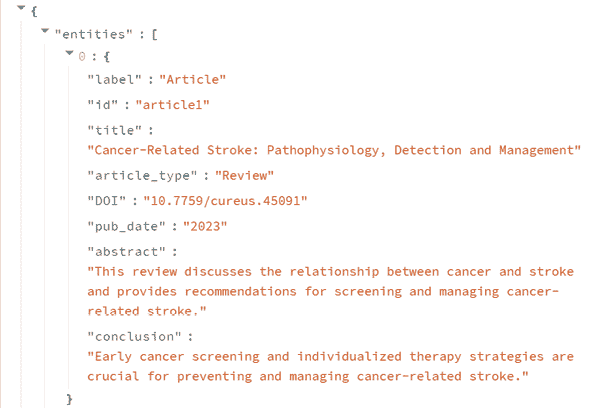 {
"entities" : [
0 : {
"label" : "Article"
"id" : "article1"
"title" :
"Cancer-Related Stroke: Pathophysiology, Detection and Management"
"article_type" : "Review"
"DOI" : "10.7759/cureus.45091"
"pub_date" : "2023"
"abstract" :
"This review discusses the relationship between cancer and stroke
and provides recommendations for screening and managing cancer-
related stroke."
"conclusion" :
"Early cancer screening and individualized therapy strategies are
crucial for preventing and managing cancer-related stroke."
}